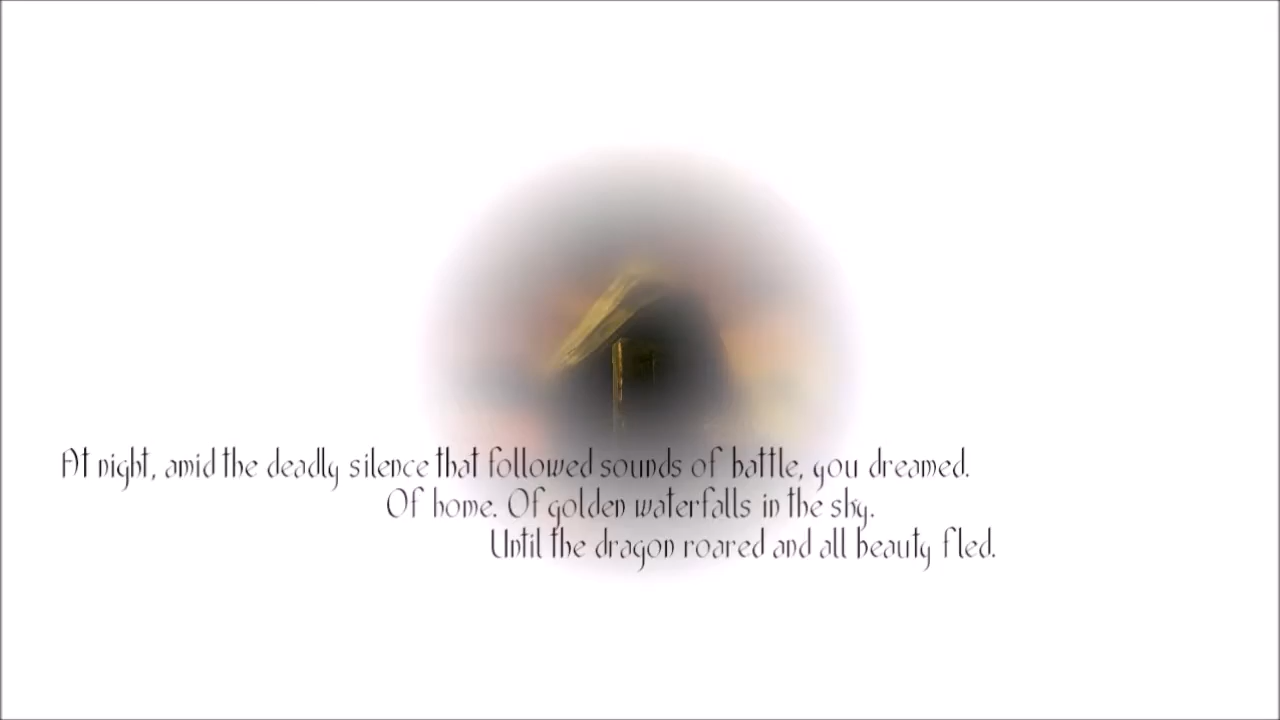 At night, amid the deadly silence that followed sounds of battle, you dreamed.
Of home. Of golden waterfalls in the sky.
Until the dragon roared and all beauty fled.